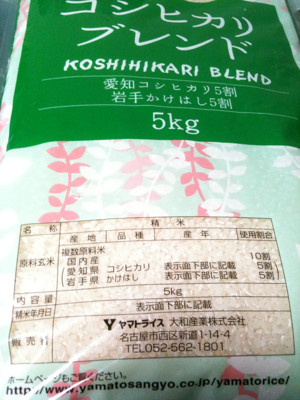 コシヒカリ
ブレンド
KOSHIHIKARI BLEND
愛知コシヒカリ5割
岩手かけはし5割
5kg
名称 精米
原料玄米 産地 品種 産年 使用割合
複数原料米
国内産 10割
愛知県 コシヒカリ 表示面下部に記載 5割
岩手県 かけはし 表示面下部に記載 5割
内容量 5kg
精米年月日 表示面下部に記載
販売者 ヤマトライス 大和産業株式会社
名古屋市西区新道1-14-4
TEL052-562-1801
ホームページもご覧ください。
http://www.yamatosangyo.co.jp/yamatorice/